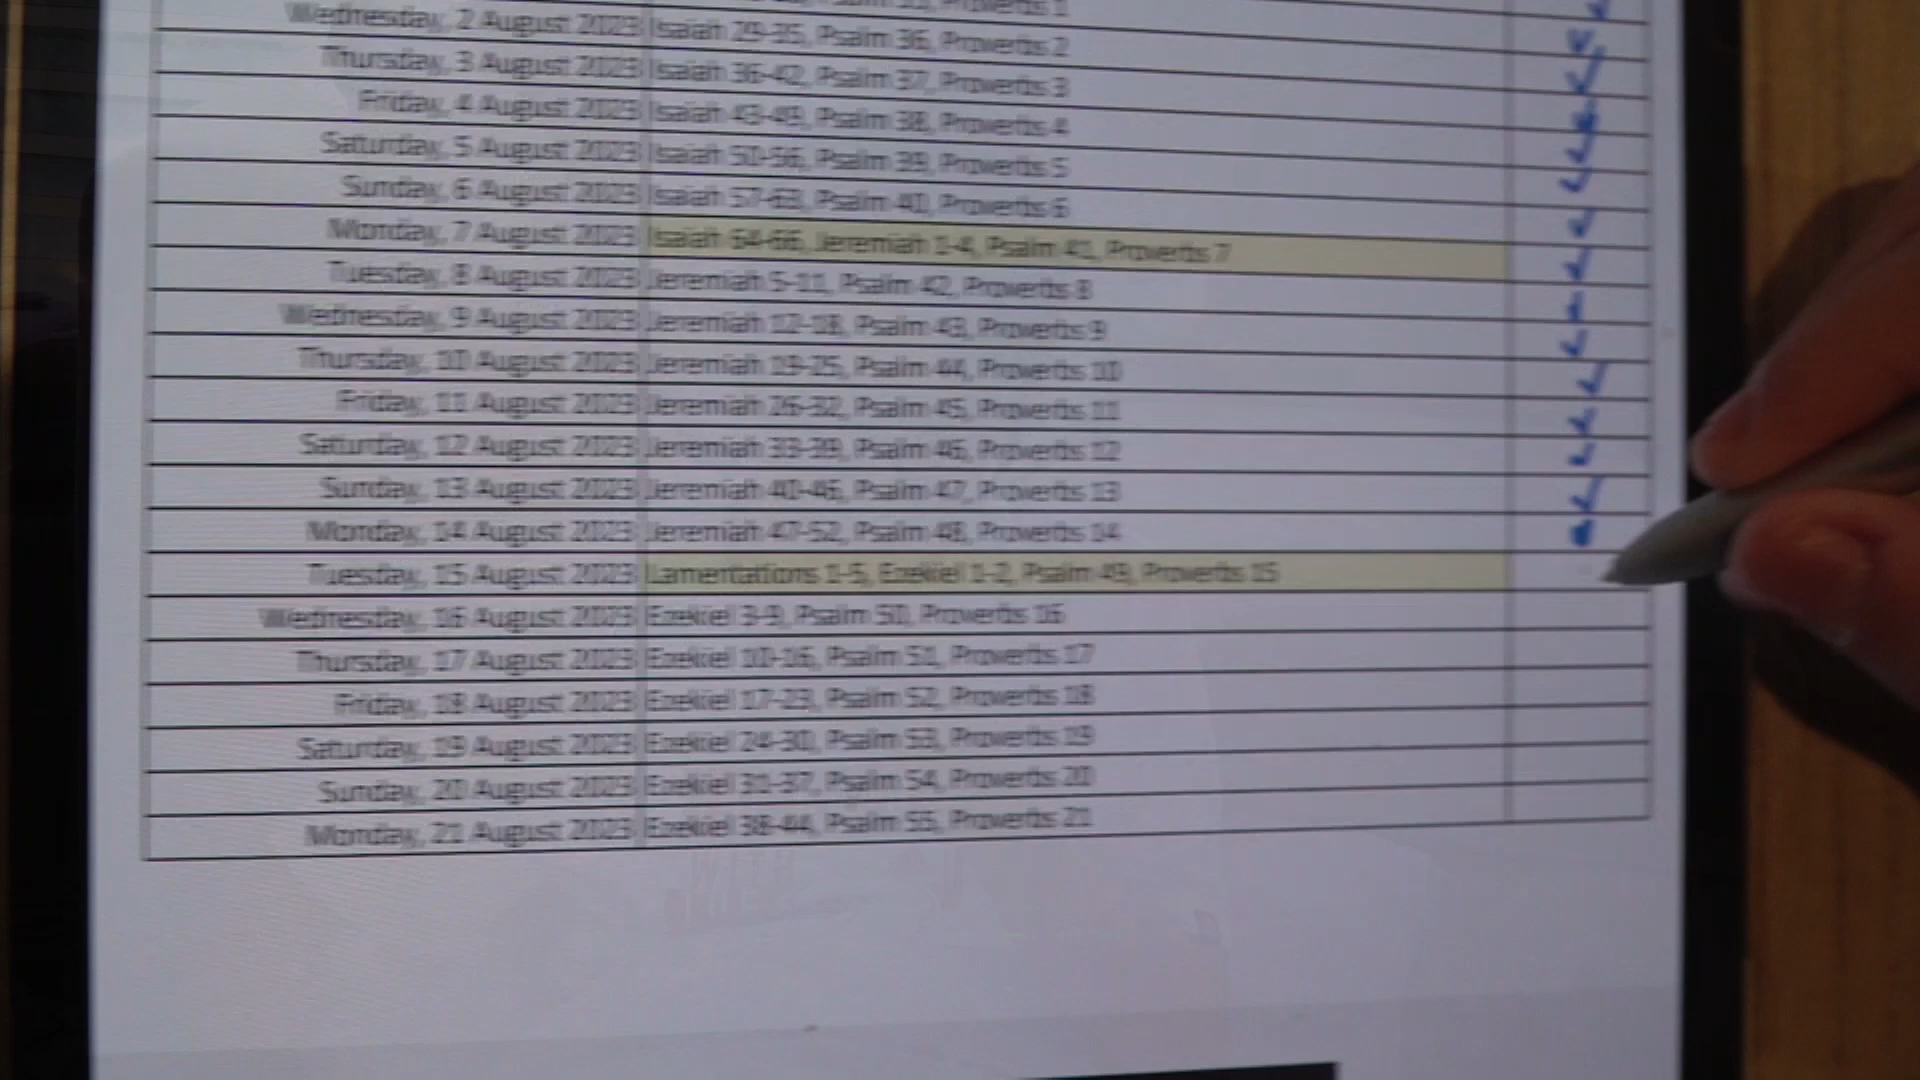 Proverbs 1
Wednesday, 2 August 2023 Isaiah 29-35, Psalm 36, Proverbs 2
Thursday, 3 August 2023 Isaiah 36-42, Psalm 37, Proverbs 3
Friday, 4 August 2023 Isaiah 43-49, Psalm 38, Proverbs 4
Saturday, 5 August 2023 Isaiah 50-56, Psalm 39, Proverbs 5
Sunday, 6 August 2023 Isaiah 57-63, Psalm 40, Proverbs 6
Monday, 7 August 2023 Isaiah 64-66, Jeremiah 1-4, Psalm 41, Proverbs 7
Tuesday, 8 August 2023 Jeremiah 5-11, Psalm 42, Proverbs 8
Wednesday, 9 August 2023 Jeremiah 12-18, Psalm 43, Proverbs 9
Thursday, 10 August 2023 Jeremiah 19-25, Psalm 44, Proverbs 10
Friday, 11 August 2023 Jeremiah 26-32, Psalm 45, Proverbs 11
Saturday, 12 August 2023 Jeremiah 33-39, Psalm 46, Proverbs 12
Sunday, 13 August 2023 Jeremiah 40-46, Psalm 47, Proverbs 13
Monday, 14 August 2023 Jeremiah 47-52, Psalm 48, Proverbs 14
Tuesday, 15 August 2023 Lamentations 1-5, Ezekiel 1-2, Psalm 49, Proverbs 15
Wednesday, 16 August 2023 Ezekiel 3-9, Psalm 50, Proverbs 16
Thursday, 17 August 2023 Ezekiel 10-16, Psalm 51, Proverbs 17
Friday, 18 August 2023 Ezekiel 17-23, Psalm 52, Proverbs 18
Saturday, 19 August 2023 Ezekiel 24-30, Psalm 53, Proverbs 19
Sunday, 20 August 2023 Ezekiel 31-37, Psalm 54, Proverbs 20
Monday, 21 August 2023 Ezekiel 38-44, Psalm 55, Proverbs 21